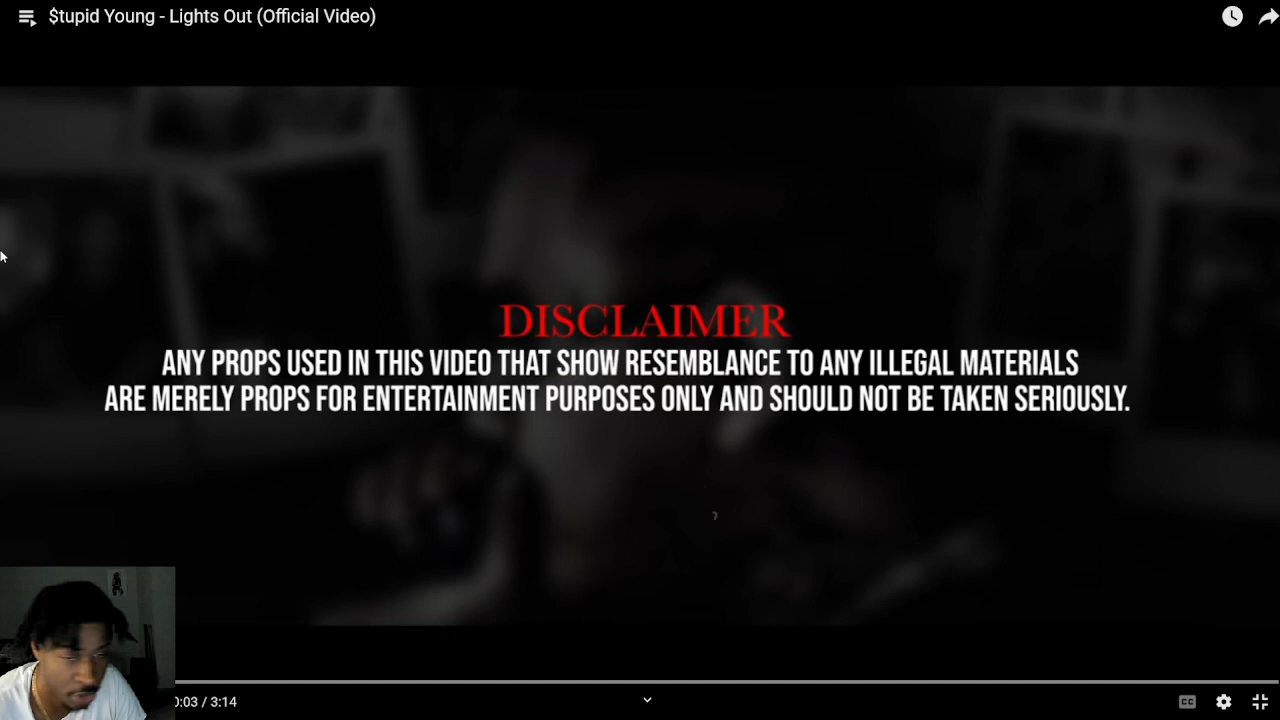 $tupid Young - Lights Out (Official Video)
DISCLAIMER
ANY PROPS USED IN THIS VIDEO THAT SHOW RESEMBLANCE TO ANY ILLEGAL MATERIALS
ARE MERELY PROPS FOR ENTERTAINMENT PURPOSES ONLY AND SHOULD NOT BE TAKEN SERIOUSLY.
0:03 / 3:14
CC